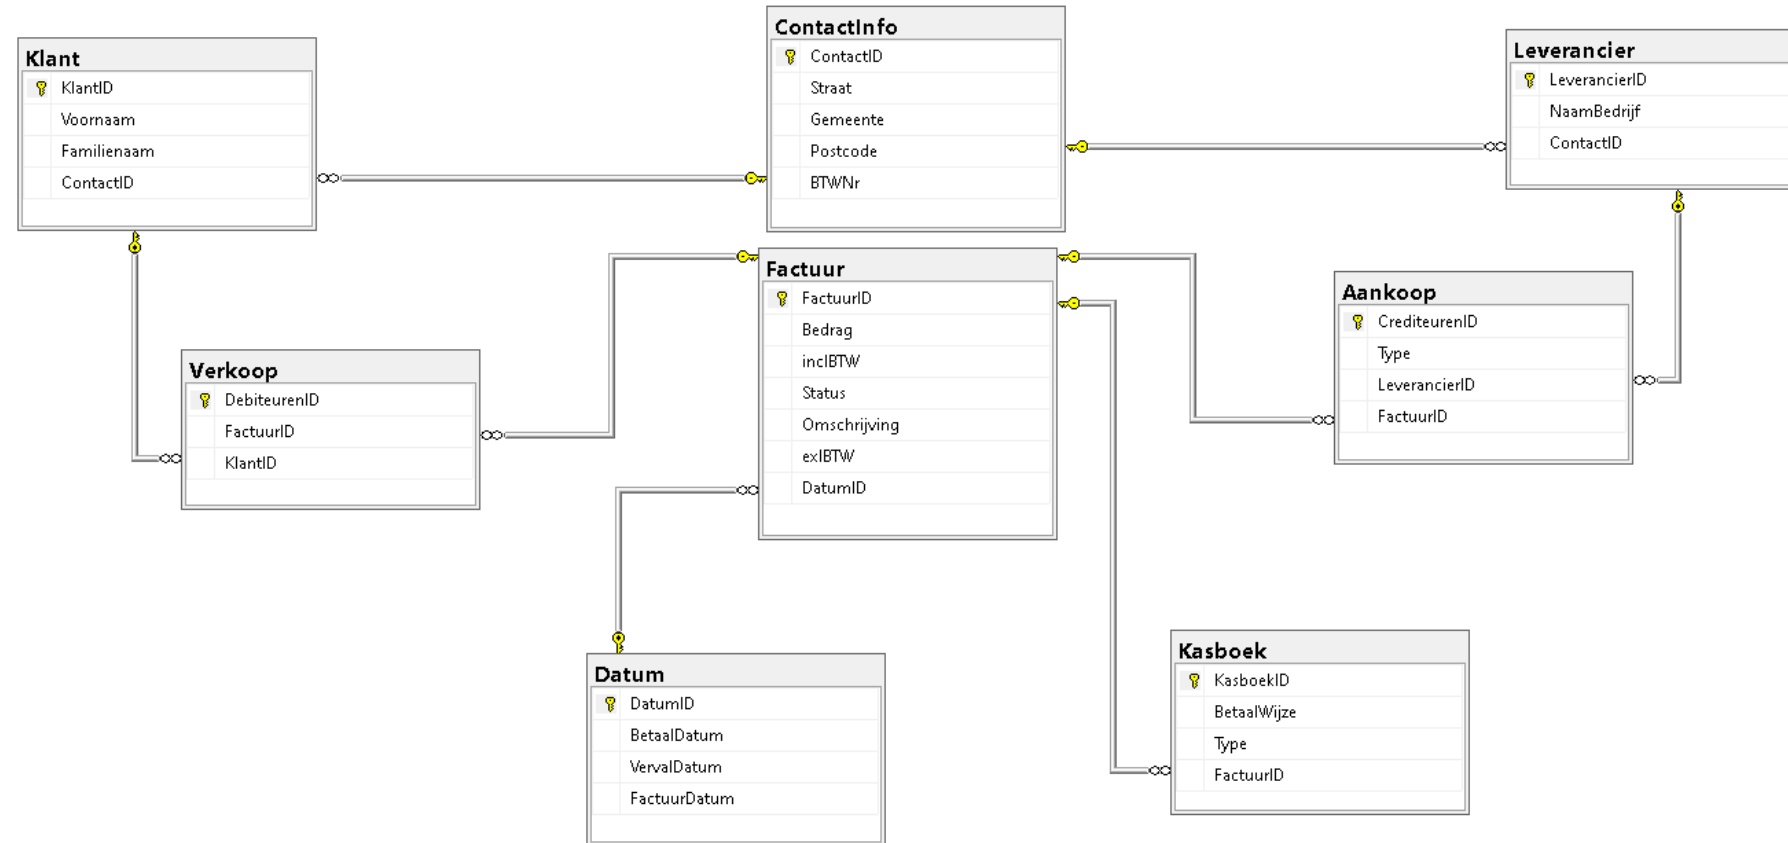 Klant
KlantID
Voornaam
Familienaam
ContactID
ContactInfo
ContactID
Straat
Gemeente
Postcode
BTWNr
Leverancier
LeverancierID
NaamBedrijf
ContactID
Verkoop
DebiteurenID
FactuurID
KlantID
Factuur
FactuurID
Bedrag
inclBTW
Status
Omschrijving
exlBTW
DatumID
Aankoop
CrediteurenID
Type
LeverancierID
FactuurID
Datum
DatumID
BetaalDatum
VervalDatum
FactuurDatum
Kasboek
KasboekID
BetaalWijze
Type
FactuurID